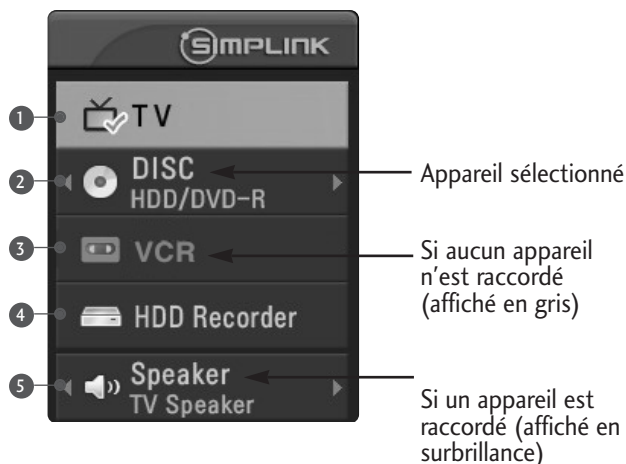 SIMPLINK
1 TV
2 DISC
HDD/DVD-R
Appareil sélectionné
3 VCR
Si aucun appareil
n'est raccordé
(affiché en gris)
4 HDD Recorder
5 Speaker
TV Speaker
Si un appareil est
raccordé (affiché en
surbrillance)